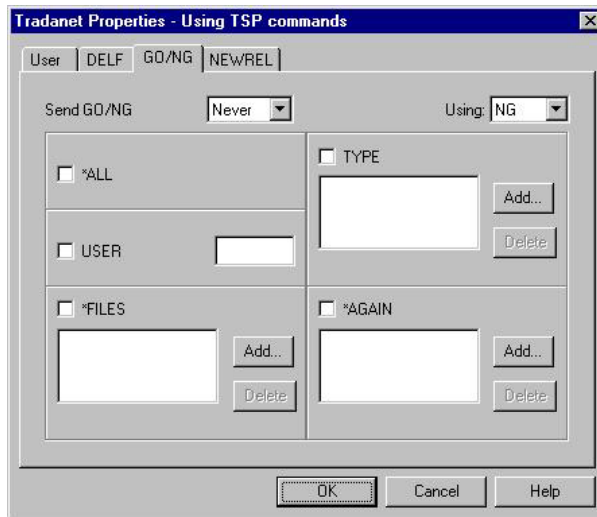 Tradanet Properties - Using TSP commands
User DELF GO/NG NEWREL
Send GO/NG Never Using: NG
*ALL
TYPE
Add...
Delete
USER
*FILES
Add...
Delete
*AGAIN
Add...
Delete
OK Cancel Help